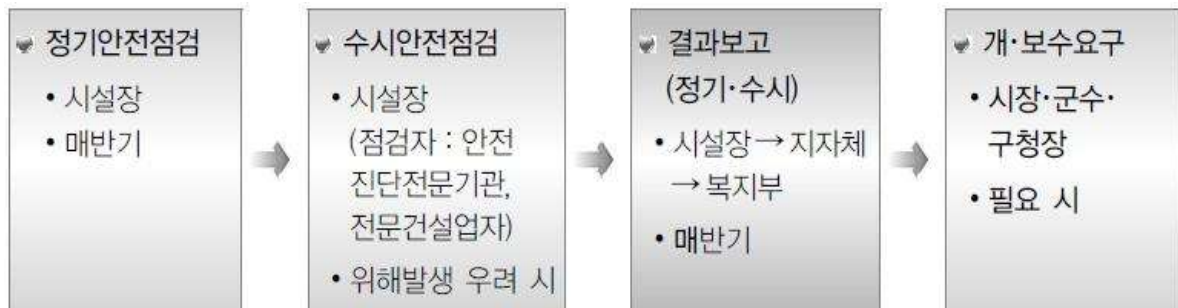 정기안전점검
• 시설장
• 매반기
수시안전점검
• 시설장
(점검자 : 안전
진단전문기관,
전문건설업자)
• 위해발생 우려 시
결과보고
(정기·수시)
• 시설장 → 지자체
→ 복지부
• 매반기
개·보수요구
• 시장·군수·
구청장
• 필요 시